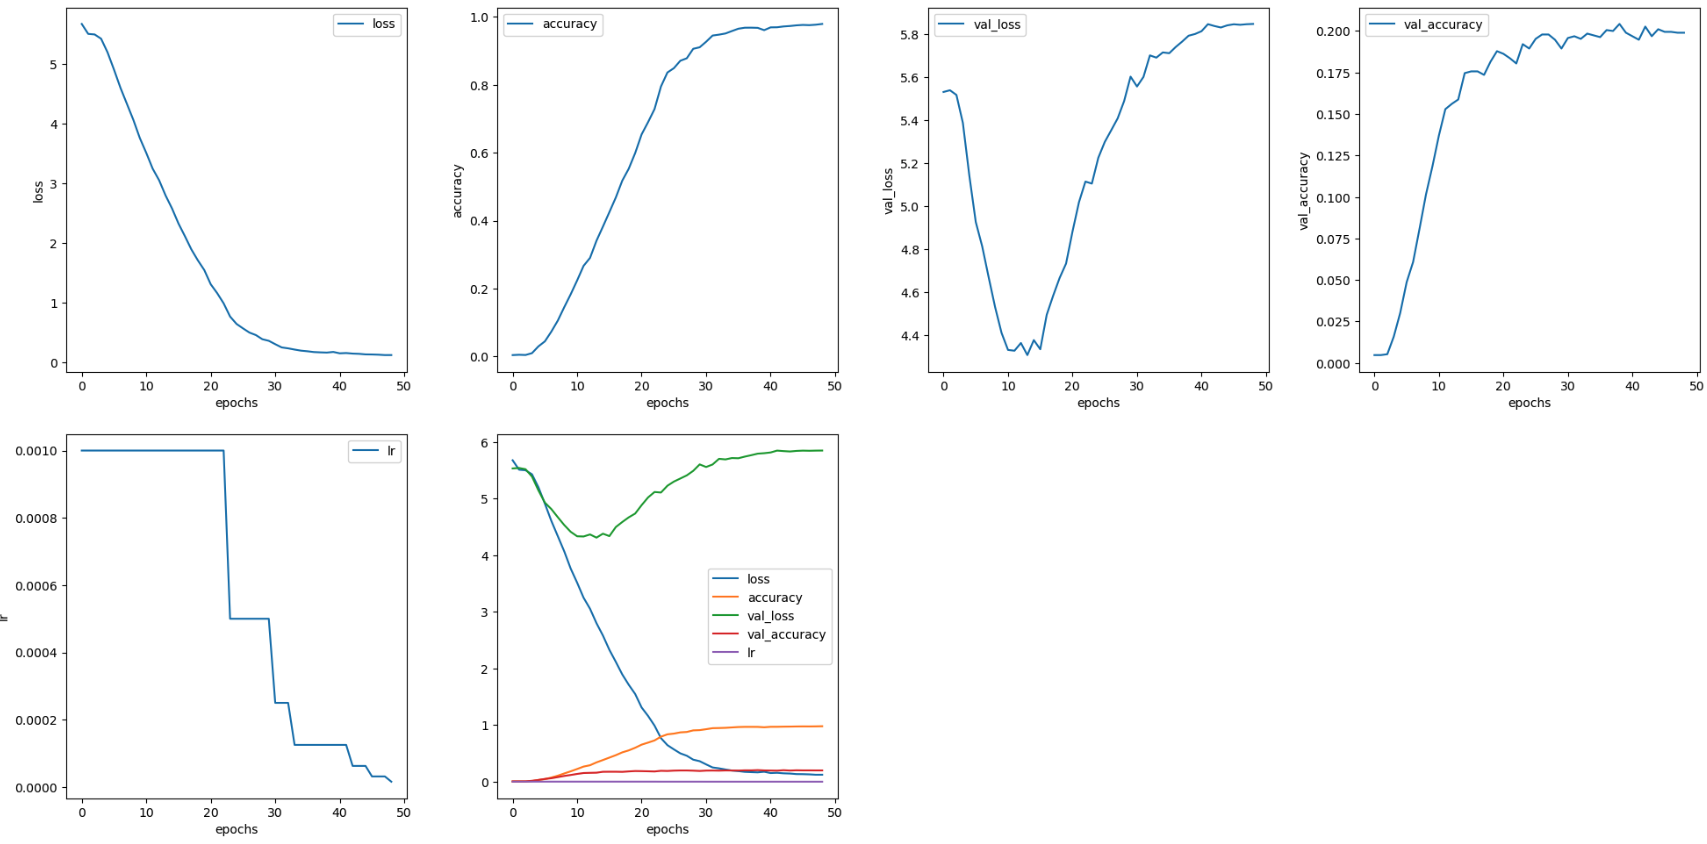 loss
5
4
3
2
1
0
loss
0 10 20 30 40 50
epochs
accuracy
1.0
0.8
0.6
0.4
0.2
0.0
accuracy
0 10 20 30 40 50
epochs
val_loss
5.8
5.6
5.4
5.2
5.0
4.8
4.6
4.4
val_loss
0 10 20 30 40 50
epochs
val_accuracy
0.200
0.175
0.150
0.125
0.100
0.075
0.050
0.025
0.000
val_accuracy
0 10 20 30 40 50
epochs
lr
0.0010
0.0008
0.0006
0.0004
0.0002
0.0000
lr
0 10 20 30 40 50
epochs
6
5
4
3
2
1
0
loss
accuracy
val_loss
val_accuracy
lr
0 10 20 30 40 50
epochs